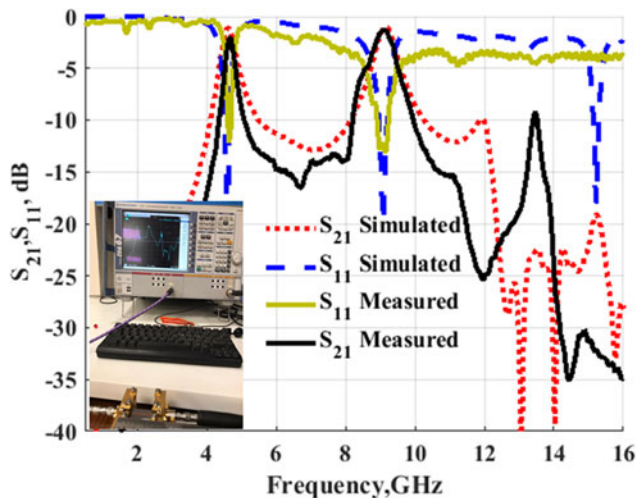 0
-5
-10
-15
-20
-25
-30
-35
-40
S21,S11, dB
2
4
6
8
10
12
14
16
Frequency,GHz
S21 Simulated
S11 Simulated
S11 Measured
S21 Measured